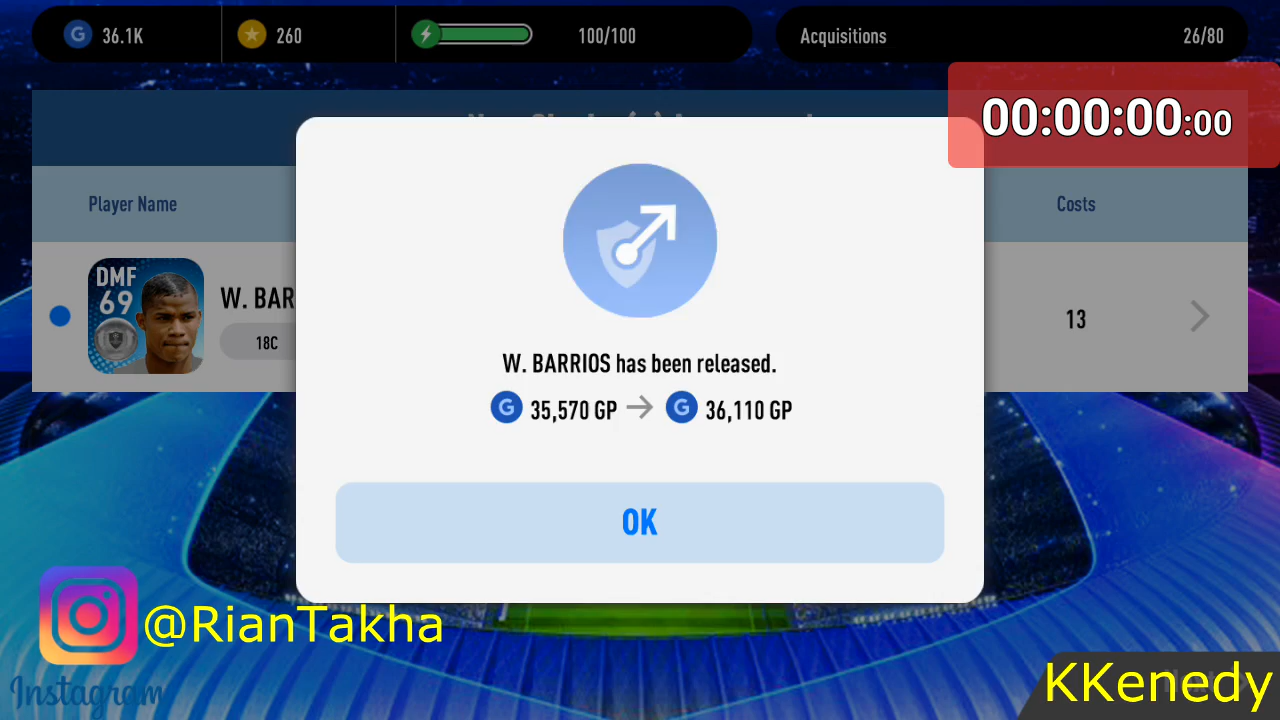 36.1K
260
100/100
Acquisitions
26/80
00:00:00:00
Player Name
Costs
DMF
69
W. BAR
18C
13
W. BARRIOS has been released.
35,570 GP → 36,110 GP
OK
@RianTakha
Instagram
KKenedy